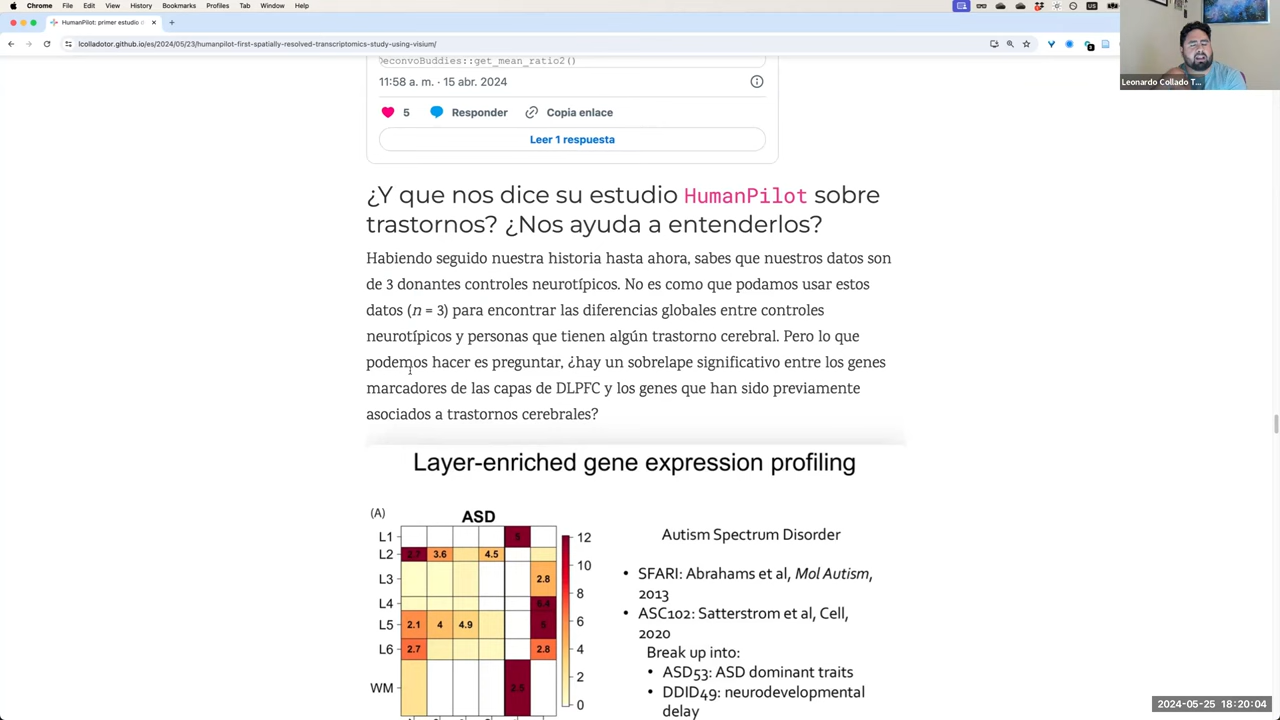 Chrome File Edit View History Bookmarks Profiles Tab Window Help
US
HumanPilot: primer estudio
lcolladotor.github.io/es/2024/05/23/humanpilot-first-spatially-resolved-transcriptomics-study-using-visium/
Leonardo Collado T...
econvoBuddies::get_mean_ratio2()
11:58 a. m. · 15 abr. 2024
5 Responder Copia enlace
Leer 1 respuesta
¿Y que nos dice su estudio HumanPilot sobre
trastornos? ¿Nos ayuda a entenderlos?
Habiendo seguido nuestra historia hasta ahora, sabes que nuestros datos son
de 3 donantes controles neurotípicos. No es como que podamos usar estos
datos (n = 3) para encontrar las diferencias globales entre controles
neurotípicos y personas que tienen algún trastorno cerebral. Pero lo que
podemos hacer es preguntar, ¿hay un sobrelape significativo entre los genes
marcadores de las capas de DLPFC y los genes que han sido previamente
asociados a trastornos cerebrales?
Layer-enriched gene expression profiling
(A)
ASD
L1
L2 3.6 4.5
L3 2.8
L4
L5 2.1 4 4.9
L6 2.7 2.8
WM
12
10
8
6
4
2
0
Autism Spectrum Disorder
• SFARI: Abrahams et al, Mol Autism,
2013
• ASC102: Satterstrom et al, Cell,
2020
Break up into:
• ASD53: ASD dominant traits
• DDID49: neurodevelopmental
delay
2024-05-25 18:20:04